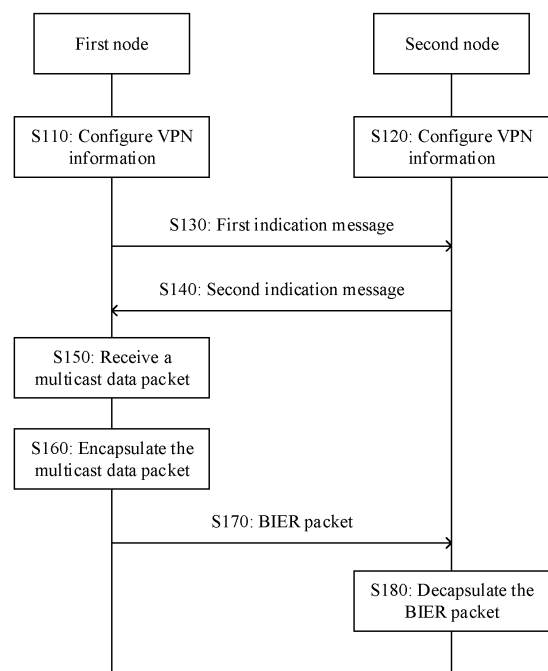 First node
Second node
S110: Configure VPN
information
S120: Configure VPN
information
S130: First indication message
S140: Second indication message
S150: Receive a
multicast data packet
S160: Encapsulate the
multicast data packet
S170: BIER packet
S180: Decapsulate the
BIER packet